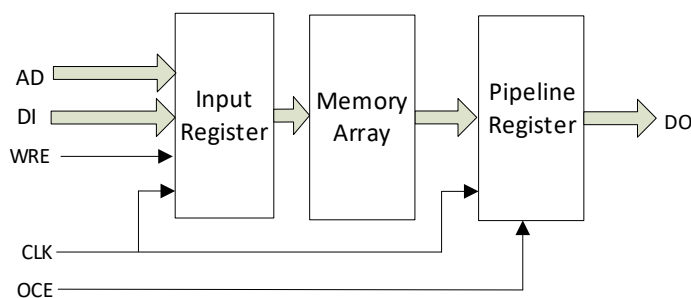 AD
DI
WRE
CLK
OCE
Input
Register
Memory
Array
Pipeline
Register
DO